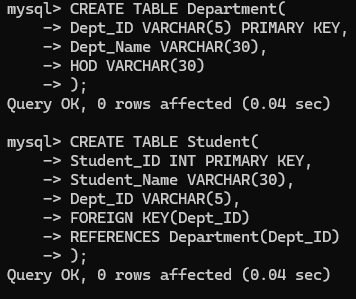 mysql> CREATE TABLE Department(
    -> Dept_ID VARCHAR(5) PRIMARY KEY,
    -> Dept_Name VARCHAR(30),
    -> HOD VARCHAR(30)
    -> );
Query OK, 0 rows affected (0.04 sec)

mysql> CREATE TABLE Student(
    -> Student_ID INT PRIMARY KEY,
    -> Student_Name VARCHAR(30),
    -> Dept_ID VARCHAR(5),
    -> FOREIGN KEY(Dept_ID)
    -> REFERENCES Department(Dept_ID)
    -> );
Query OK, 0 rows affected (0.04 sec)